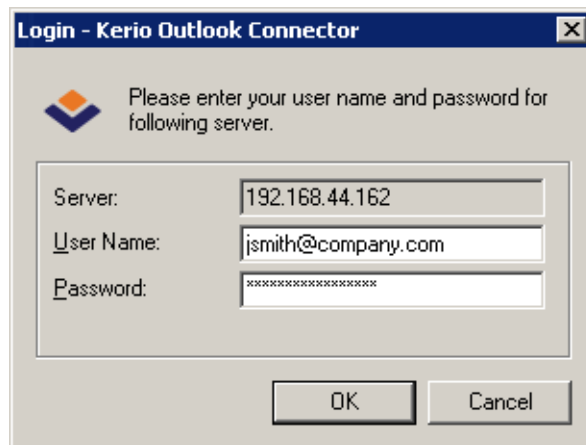 Login - Kerio Outlook Connector
Please enter your user name and password for
following server.
Server: 192.168.44.162
User Name: jsmith@company.com
Password: *****************
OK Cancel